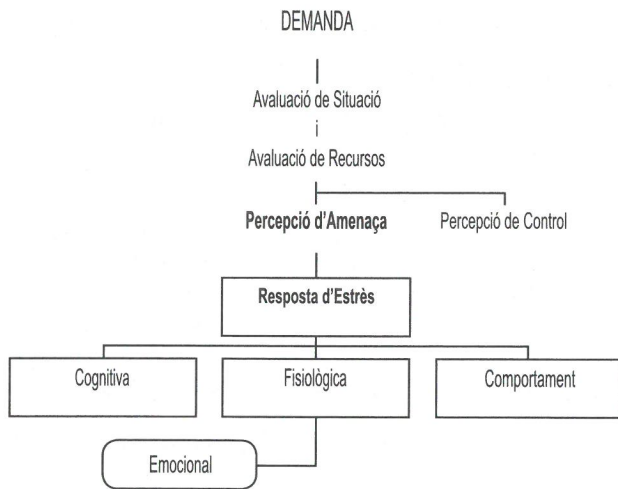 DEMANDA
Avaluació de Situació
i
Avaluació de Recursos
Percepció d'Amenaça Percepció de Control
Resposta d'Estrès
Cognitiva Fisiològica Comportament
Emocional